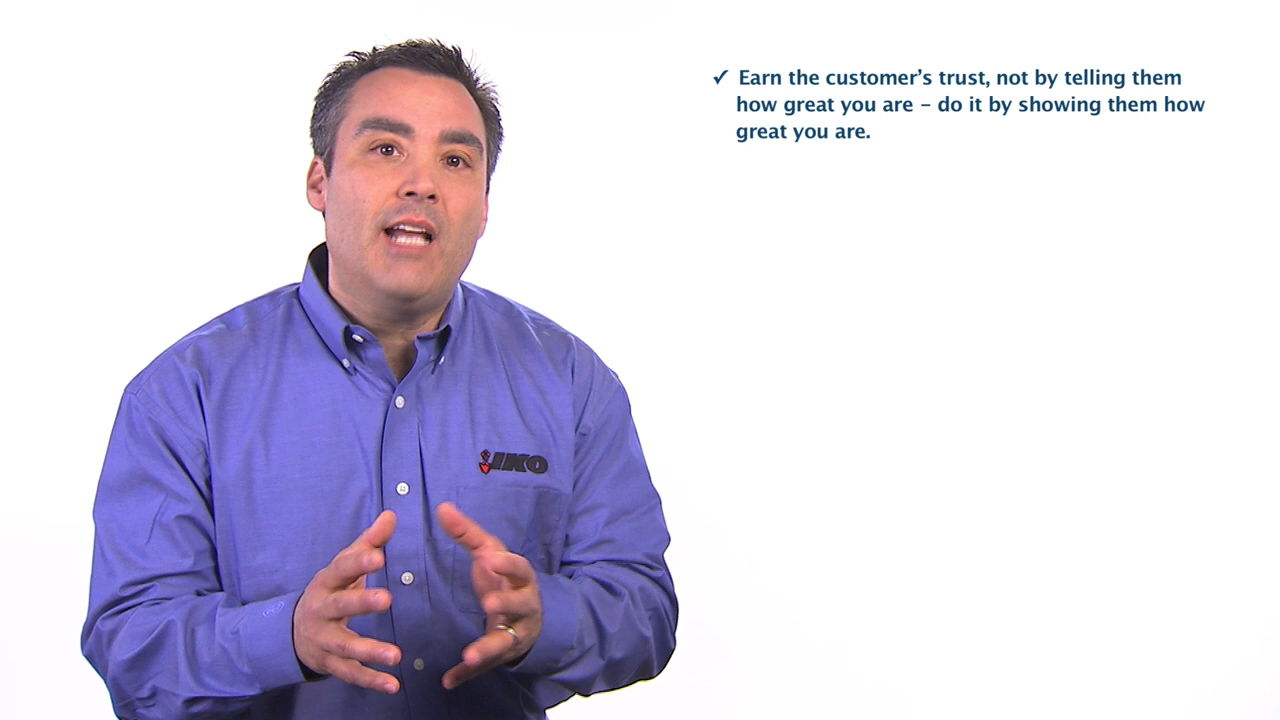 ✓ Earn the customer's trust, not by telling them
how great you are – do it by showing them how
great you are.
IKO